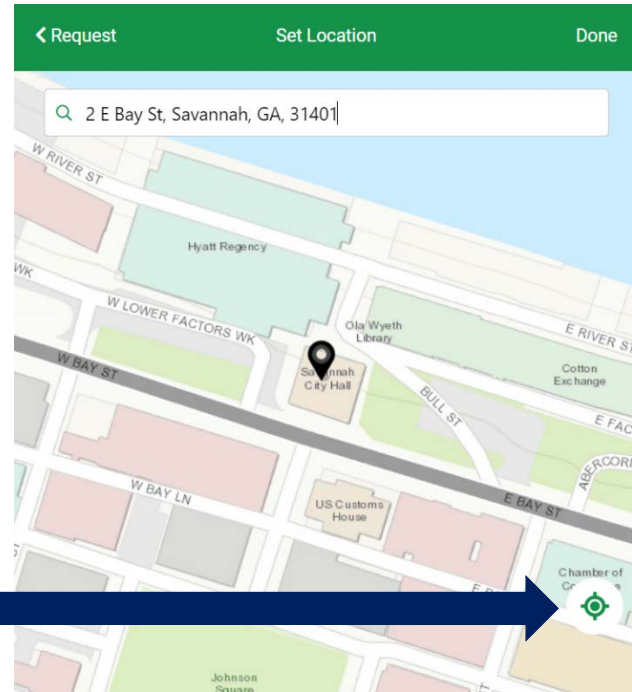 Request
Set Location
Done
2 E Bay St, Savannah, GA, 31401
W RIVER ST
Hyatt Regency
WK
W LOWER FACTORS WK
Ola Wyeth
Library
E RIVER S
Cotton
Exchange
W BAY ST
Savannah
City Hall
BULL ST
E FAC
ABERCOR
W BAY LN
US Customs
House
E BAY ST
Chamber of
Johnson
Square